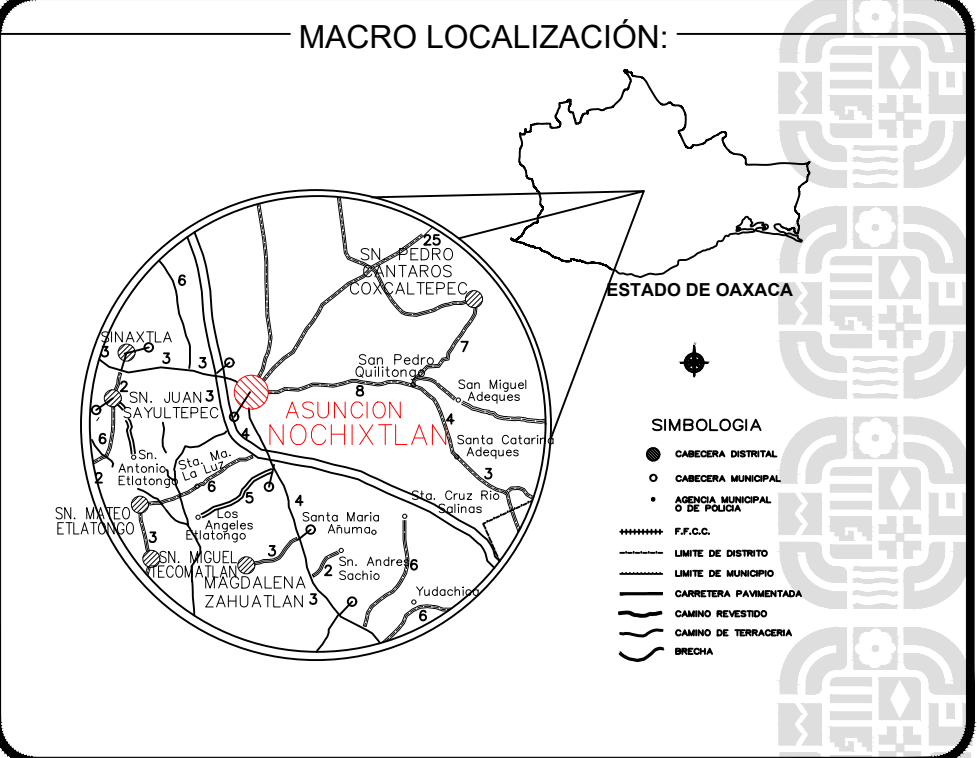 MACRO LOCALIZACIÓN:
ESTADO DE OAXACA
25
SN. PEDRO
CANTAROS
COXCALTEPEC
6
7
SINAXTLA
3
3
3
San Pedro
Quilitongo
8
San Miguel
Adeques
2
SN. JUAN
SAYULTEPEC
3
ASUNCION
NOCHIXTLAN
4
4
Santa Catarina
Adeques
6
Sn.
Antonio
Etlatongo
Sta. Ma.
La Luz
2
6
5
3
4
Sta. Cruz Rio
Salinas
SN. MATEO
ETLATONGO
Los
Angeles
Etlatongo
Santa Maria
Añuma
3
SN. MIGUEL
TECOMATLAN
3
MAGDALENA
ZAHUATLAN
3
2
Sn. Andres
Sachio
6
Yudachico
6
SIMBOLOGIA
CABECERA DISTRITAL
CABECERA MUNICIPAL
AGENCIA MUNICIPAL
O DE POLICIA
F.F.C.C.
LIMITE DE DISTRITO
LIMITE DE MUNICIPIO
CARRETERA PAVIMENTADA
CAMINO REVESTIDO
CAMINO DE TERRACERIA
BRECHA